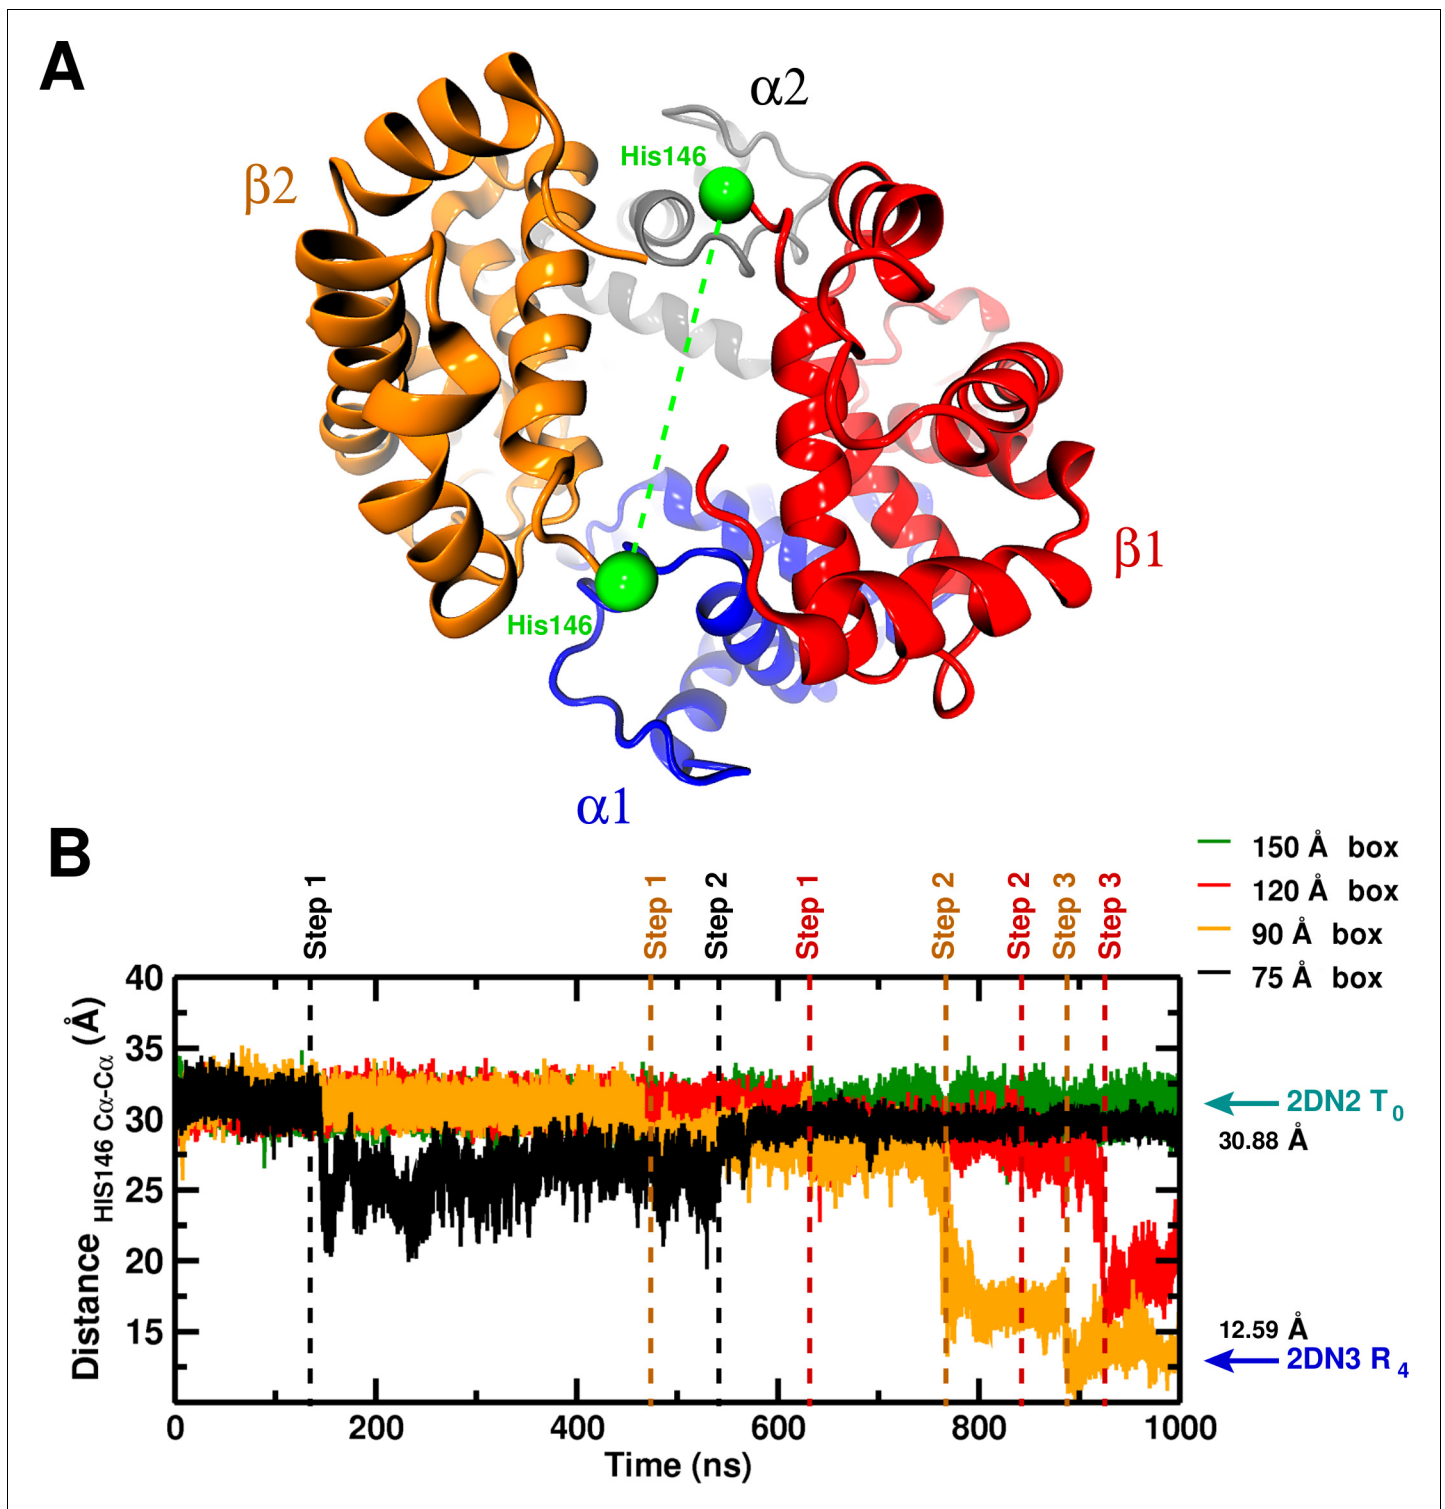 A
α2
His146
β2
β1
His146
α1
B
150 Å box
120 Å box
90 Å box
75 Å box
Step 1
Step 1
Step 2
Step 1
Step 2
Step 2
Step 3
Step 3
40
35
30
25
20
15
Distance HIS146 Cα-Cα (Å)
2DN2 T0
30.88 Å
12.59 Å
2DN3 R4
0 200 400 600 800 1000
Time (ns)